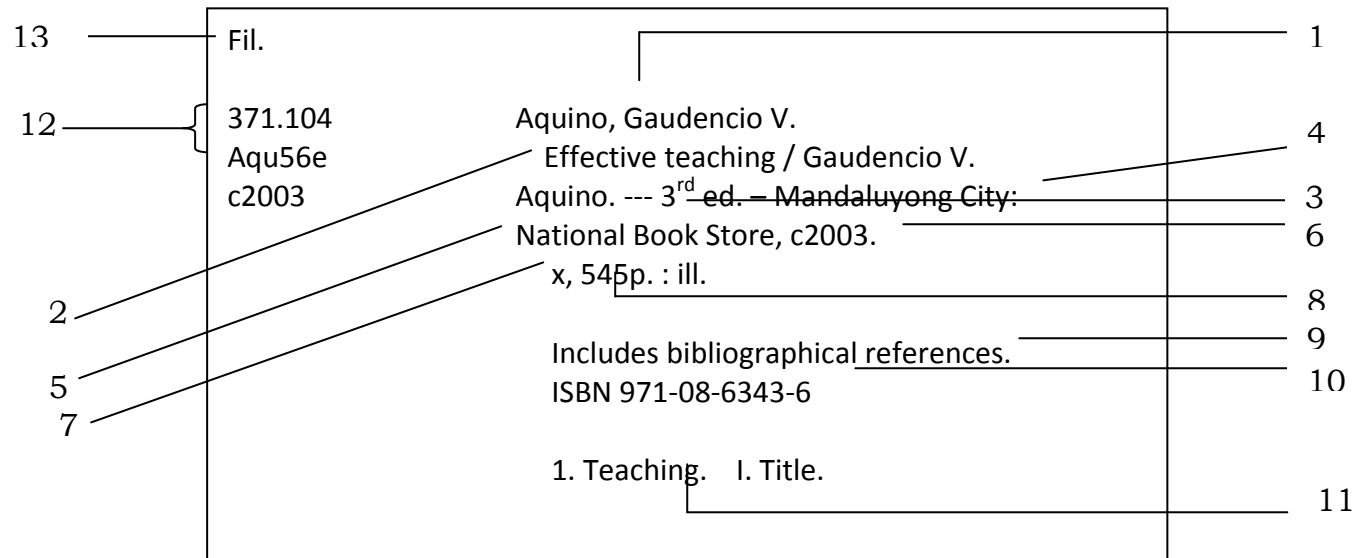 13 Fil. 1
12 371.104 Aquino, Gaudencio V. 4
Aqu56e Effective teaching / Gaudencio V.
c2003 Aquino. --- 3rd ed. – Mandaluyong City: 3
National Book Store, c2003. 6
x, 545p. : ill.
2 8
Includes bibliographical references. 9
5 ISBN 971-08-6343-6 10
7
1. Teaching. I. Title.
11